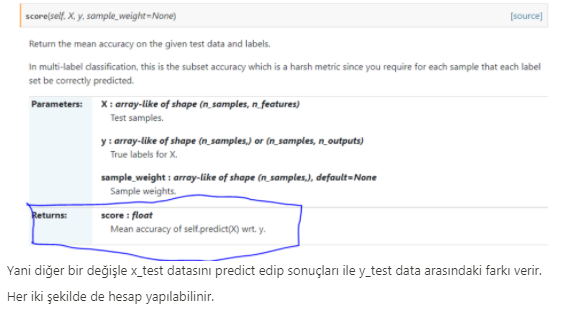 score(self, X, y, sample_weight=None) [source]
Return the mean accuracy on the given test data and labels.
In multi-label classification, this is the subset accuracy which is a harsh metric since you require for each sample that each label
set be correctly predicted.
Parameters: X : array-like of shape (n_samples, n_features)
Test samples.
y : array-like of shape (n_samples,) or (n_samples, n_outputs)
True labels for X.
sample_weight : array-like of shape (n_samples,), default=None
Sample weights.
Returns: score : float
Mean accuracy of self.predict(X) wrt. y.
Yani diğer bir değişle x_test datasını predict edip sonuçları ile y_test data arasındaki farkı verir.
Her iki şekilde de hesap yapılabilinir.